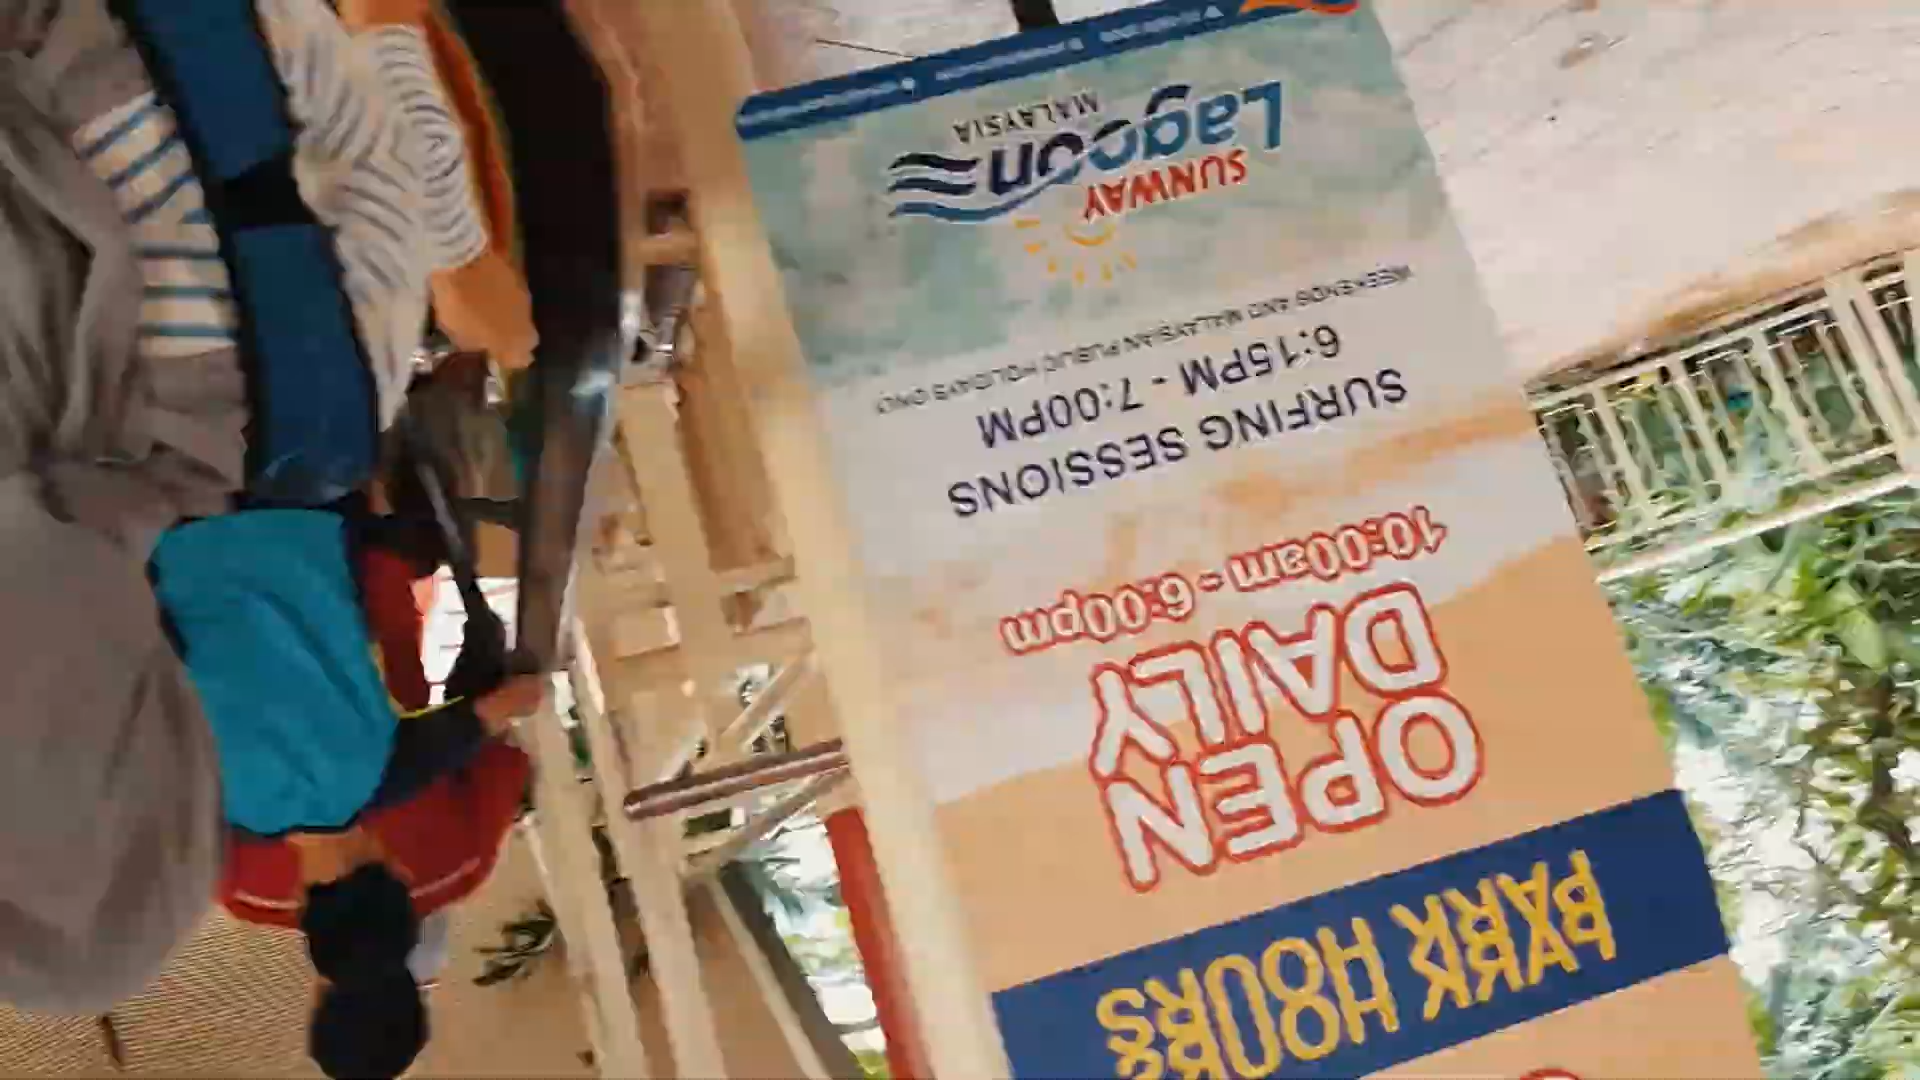 PARK HOURS
OPEN
DAILY
10:00am - 6:00pm
SURFING SESSIONS
6:15PM - 7:00PM
WEEKENDS AND MALAYSIAN PUBLIC HOLIDAYS ONLY
SUNWAY
Lagoon
MALAYSIA